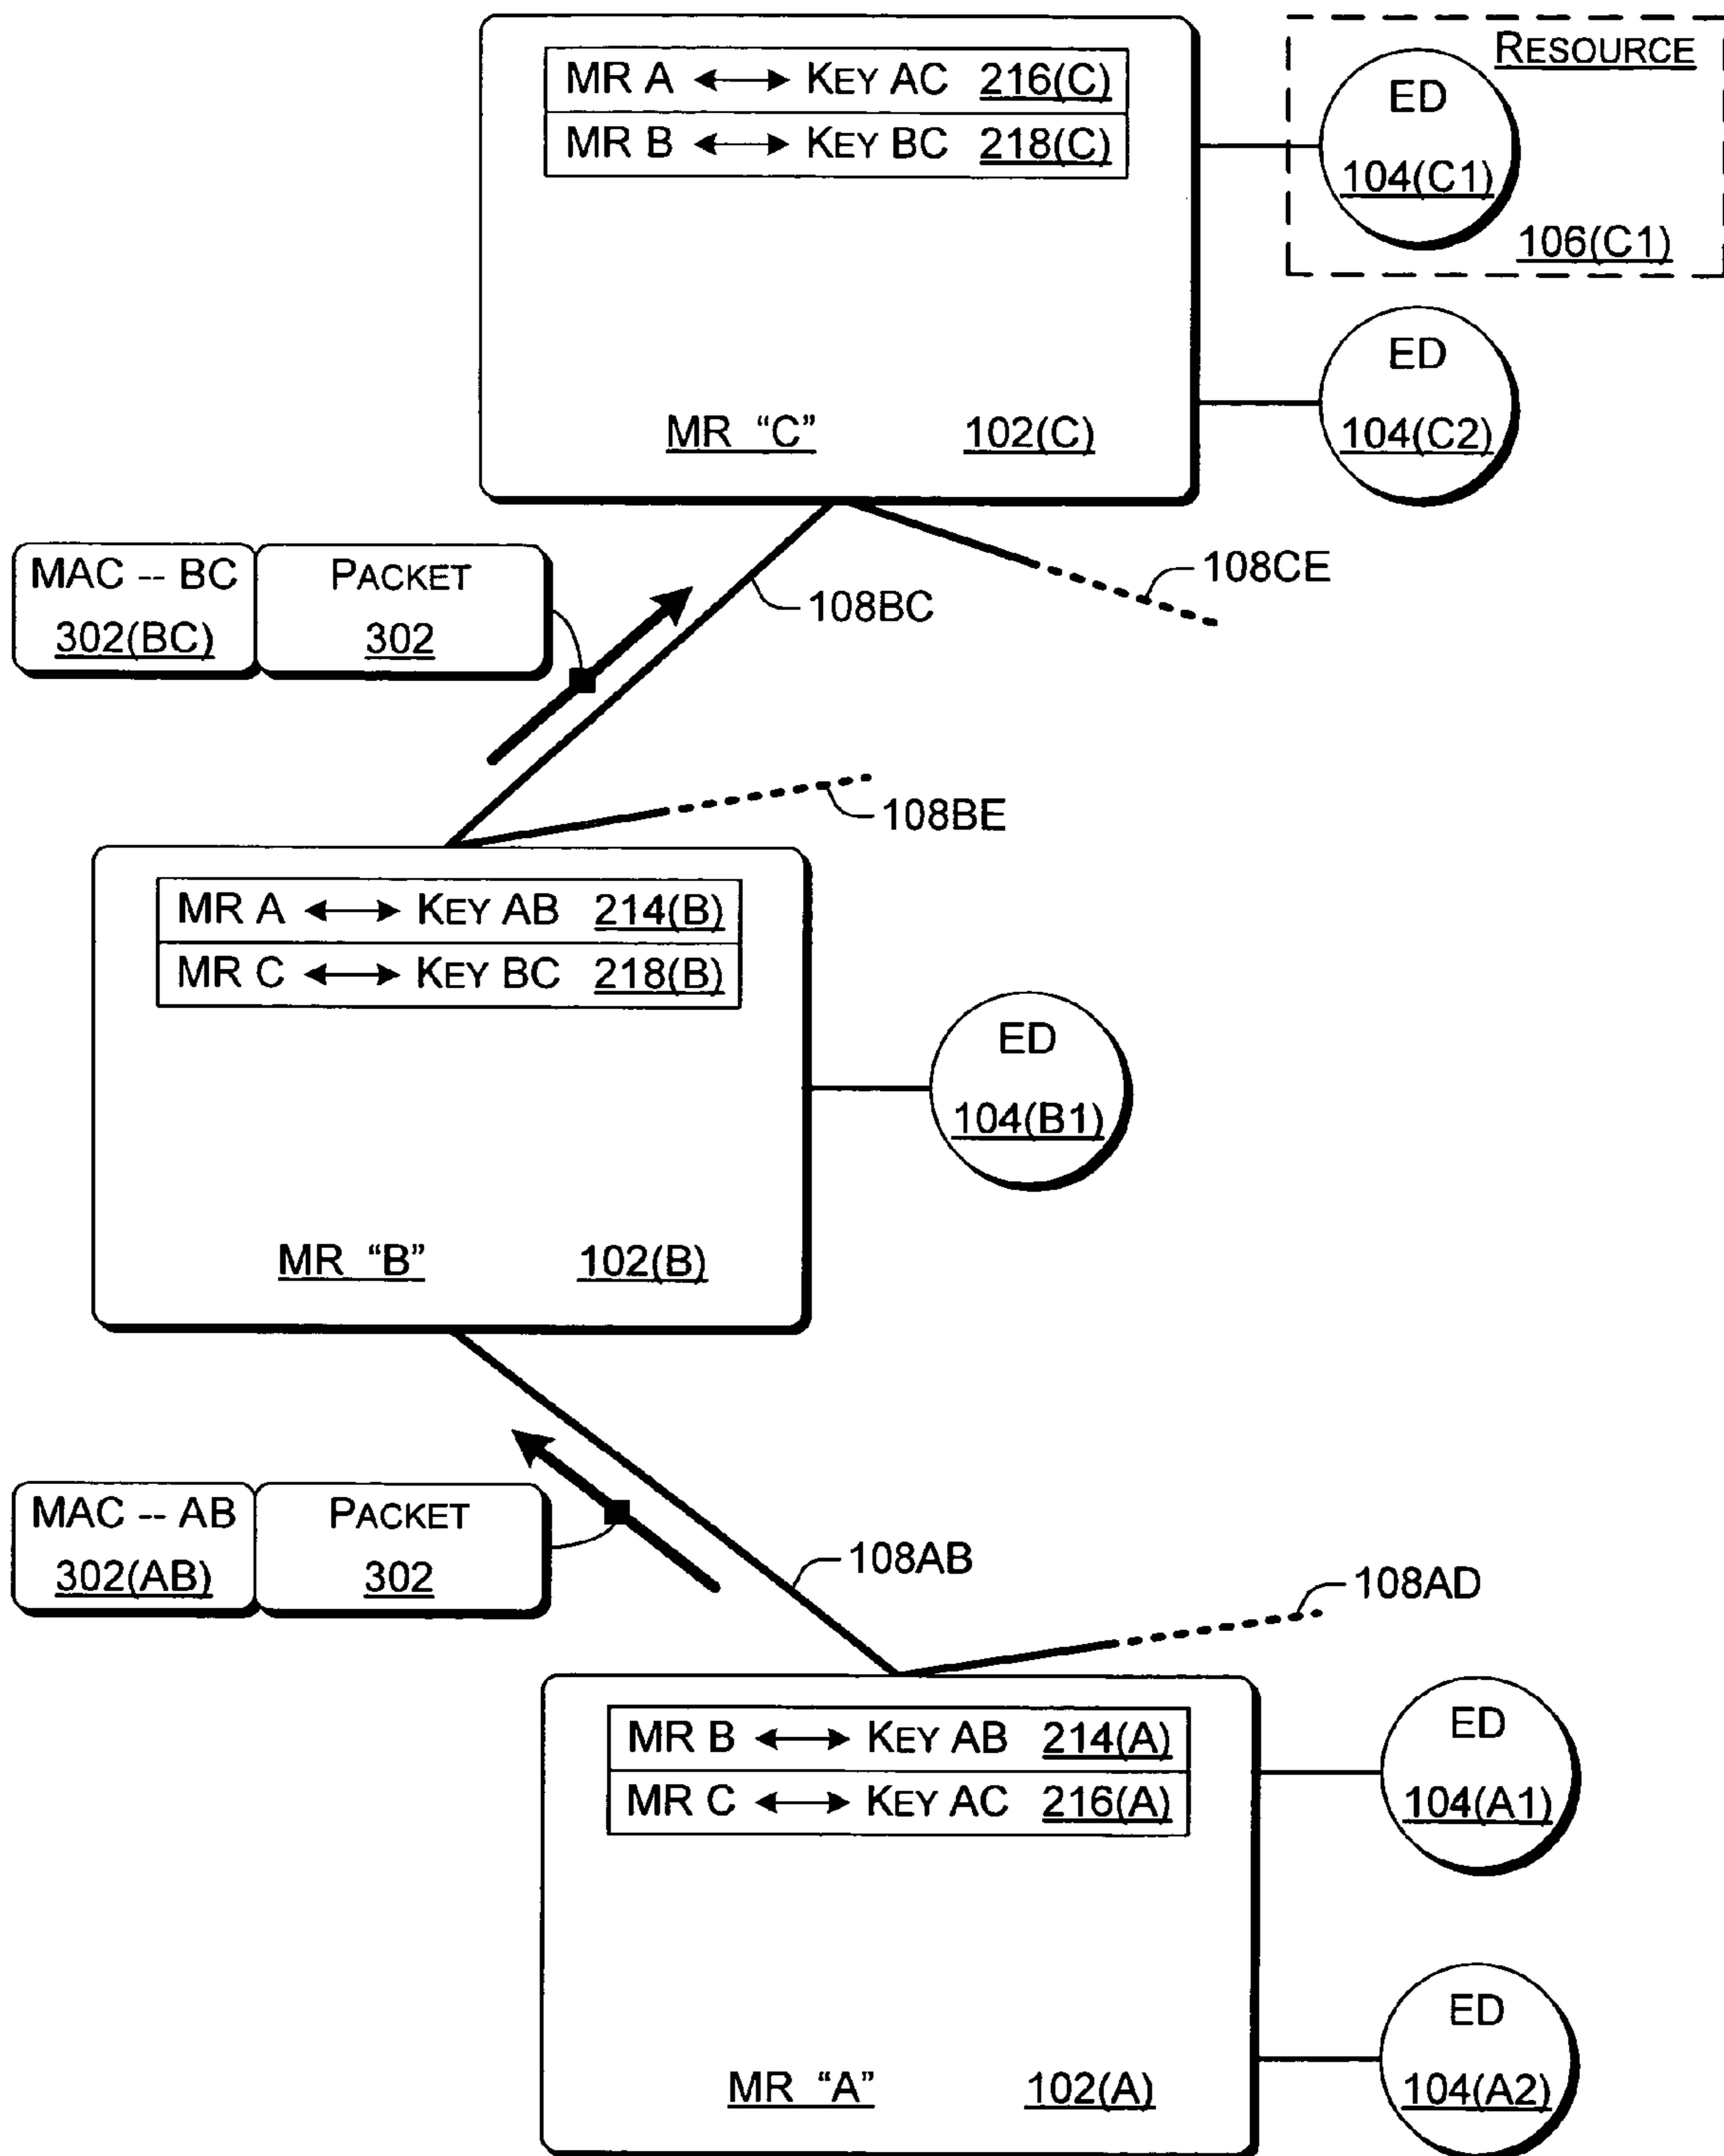 MR A ↔ KEY AC 216(C)
MR B ↔ KEY BC 218(C)
MR “C” 102(C)
RESOURCE
ED
104(C1)
106(C1)
ED
104(C2)
MAC -- BC
302(BC)
PACKET
302
108BC
108CE
108BE
MR A ↔ KEY AB 214(B)
MR C ↔ KEY BC 218(B)
MR “B” 102(B)
ED
104(B1)
MAC -- AB
302(AB)
PACKET
302
108AB
108AD
MR B ↔ KEY AB 214(A)
MR C ↔ KEY AC 216(A)
MR “A” 102(A)
ED
104(A1)
ED
104(A2)